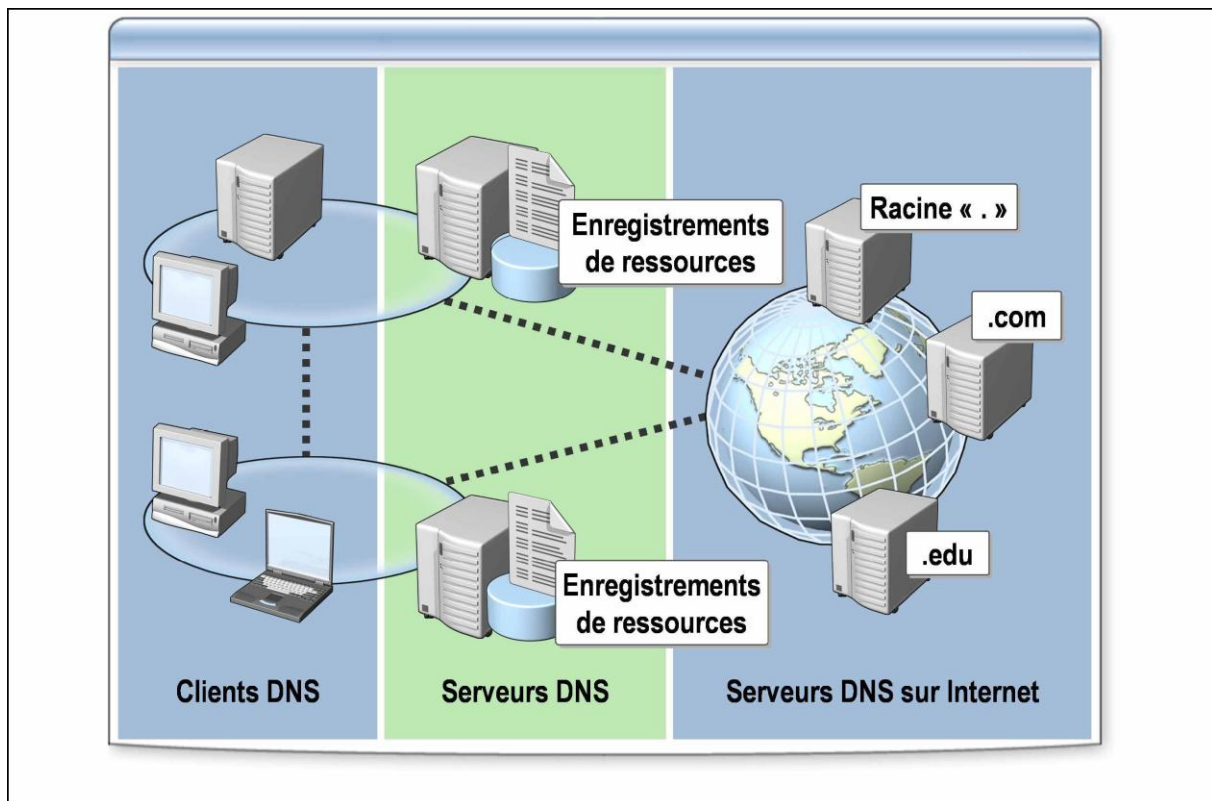 Enregistrements
de ressources
Racine « . »
.com
.edu
Enregistrements
de ressources
Clients DNS
Serveurs DNS
Serveurs DNS sur Internet